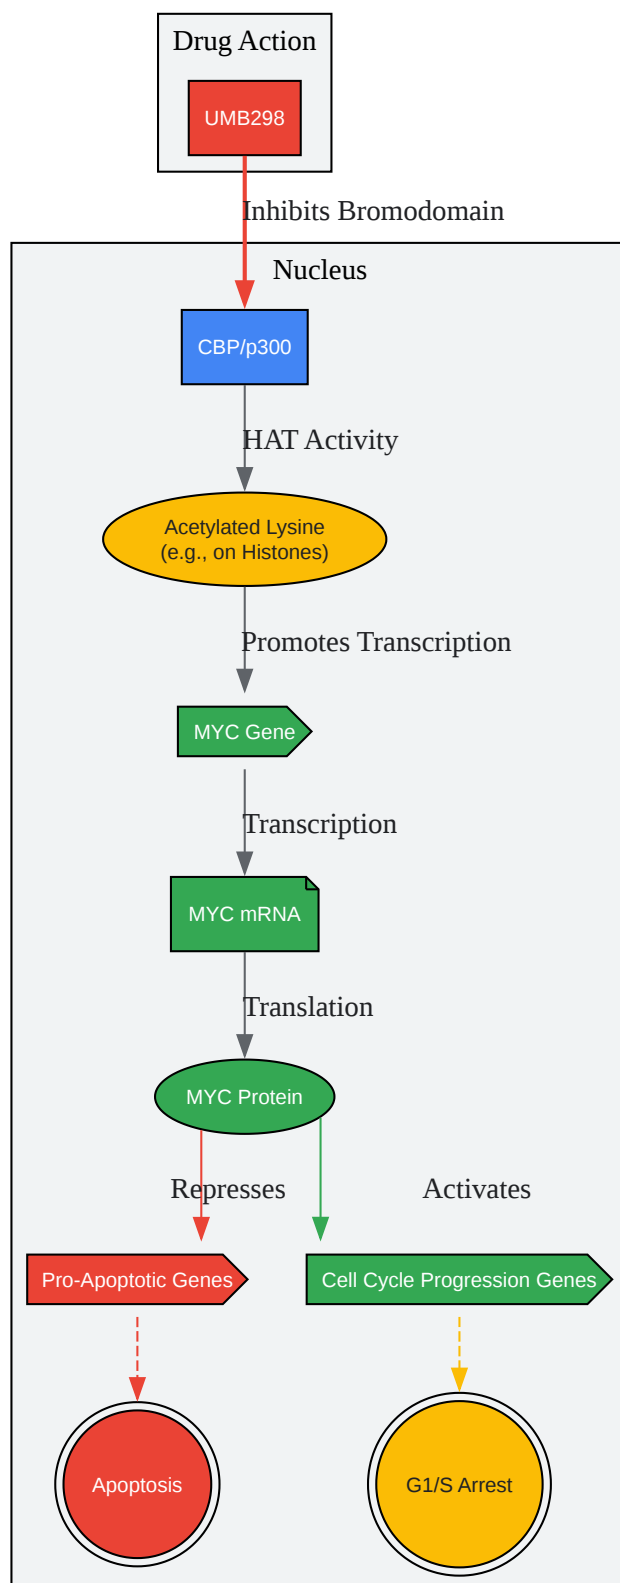 Drug Action
UMB298
Inhibits Bromodomain
Nucleus
CBP/p300
HAT Activity
Acetylated Lysine
(e.g., on Histones)
Promotes Transcription
MYC Gene
Transcription
MYC mRNA
Translation
MYC Protein
Represses
Activates
Pro-Apoptotic Genes
Cell Cycle Progression Genes
Apoptosis
G1/S Arrest